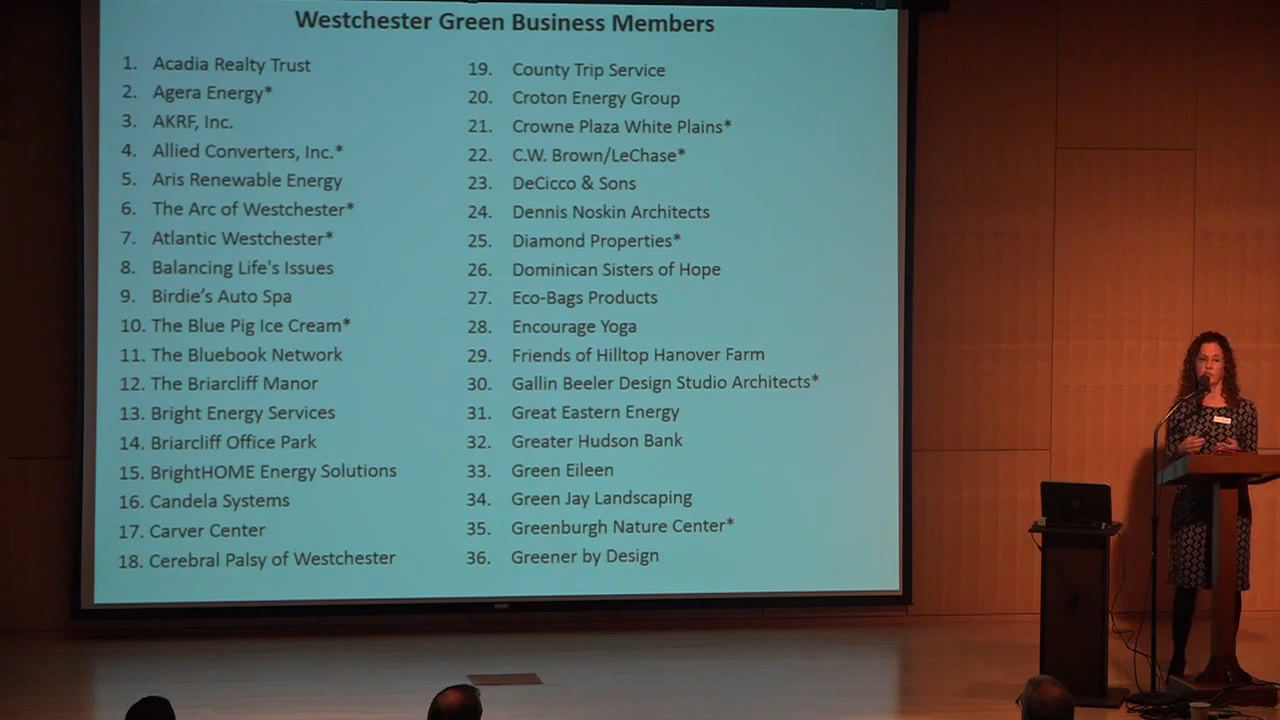 Westchester Green Business Members
1. Acadia Realty Trust
2. Agera Energy*
3. AKRF, Inc.
4. Allied Converters, Inc.*
5. Aris Renewable Energy
6. The Arc of Westchester*
7. Atlantic Westchester*
8. Balancing Life's Issues
9. Birdie’s Auto Spa
10. The Blue Pig Ice Cream*
11. The Bluebook Network
12. The Briarcliff Manor
13. Bright Energy Services
14. Briarcliff Office Park
15. BrightHOME Energy Solutions
16. Candela Systems
17. Carver Center
18. Cerebral Palsy of Westchester
19. County Trip Service
20. Croton Energy Group
21. Crowne Plaza White Plains*
22. C.W. Brown/LeChase*
23. DeCicco & Sons
24. Dennis Noskin Architects
25. Diamond Properties*
26. Dominican Sisters of Hope
27. Eco-Bags Products
28. Encourage Yoga
29. Friends of Hilltop Hanover Farm
30. Gallin Beeler Design Studio Architects*
31. Great Eastern Energy
32. Greater Hudson Bank
33. Green Eileen
34. Green Jay Landscaping
35. Greenburgh Nature Center*
36. Greener by Design